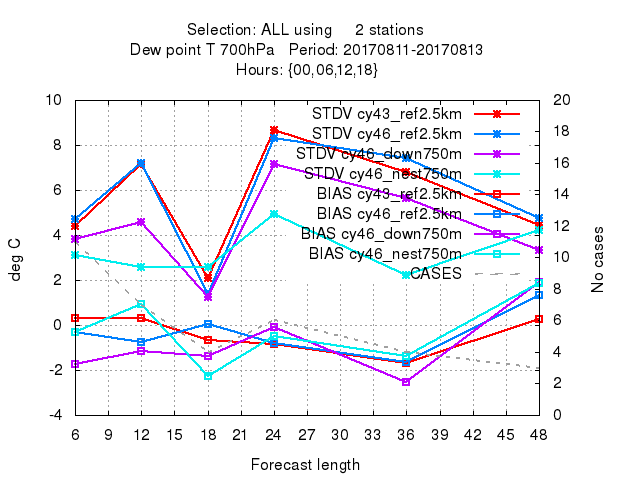 Selection: ALL using 2 stations
Dew point T 700hPa Period: 20170811-20170813
Hours: {00,06,12,18}
10 20
STDV cy43_ref2.5km
8 18
STDV cy46_ref2.5km
STDV cy46_down750m
6 16
STDV cy46_nest750m
4 14
BIAS cy43_ref2.5km
BIAS cy46_ref2.5km
2 12
BIAS cy46_down750m
BIAS cy46_nest750m
0 10
CASES
-2 8
-4 6
4
2
0
deg C
No cases
6 9 12 15 18 21 24 27 30 33 36 39 42 45 48
Forecast length